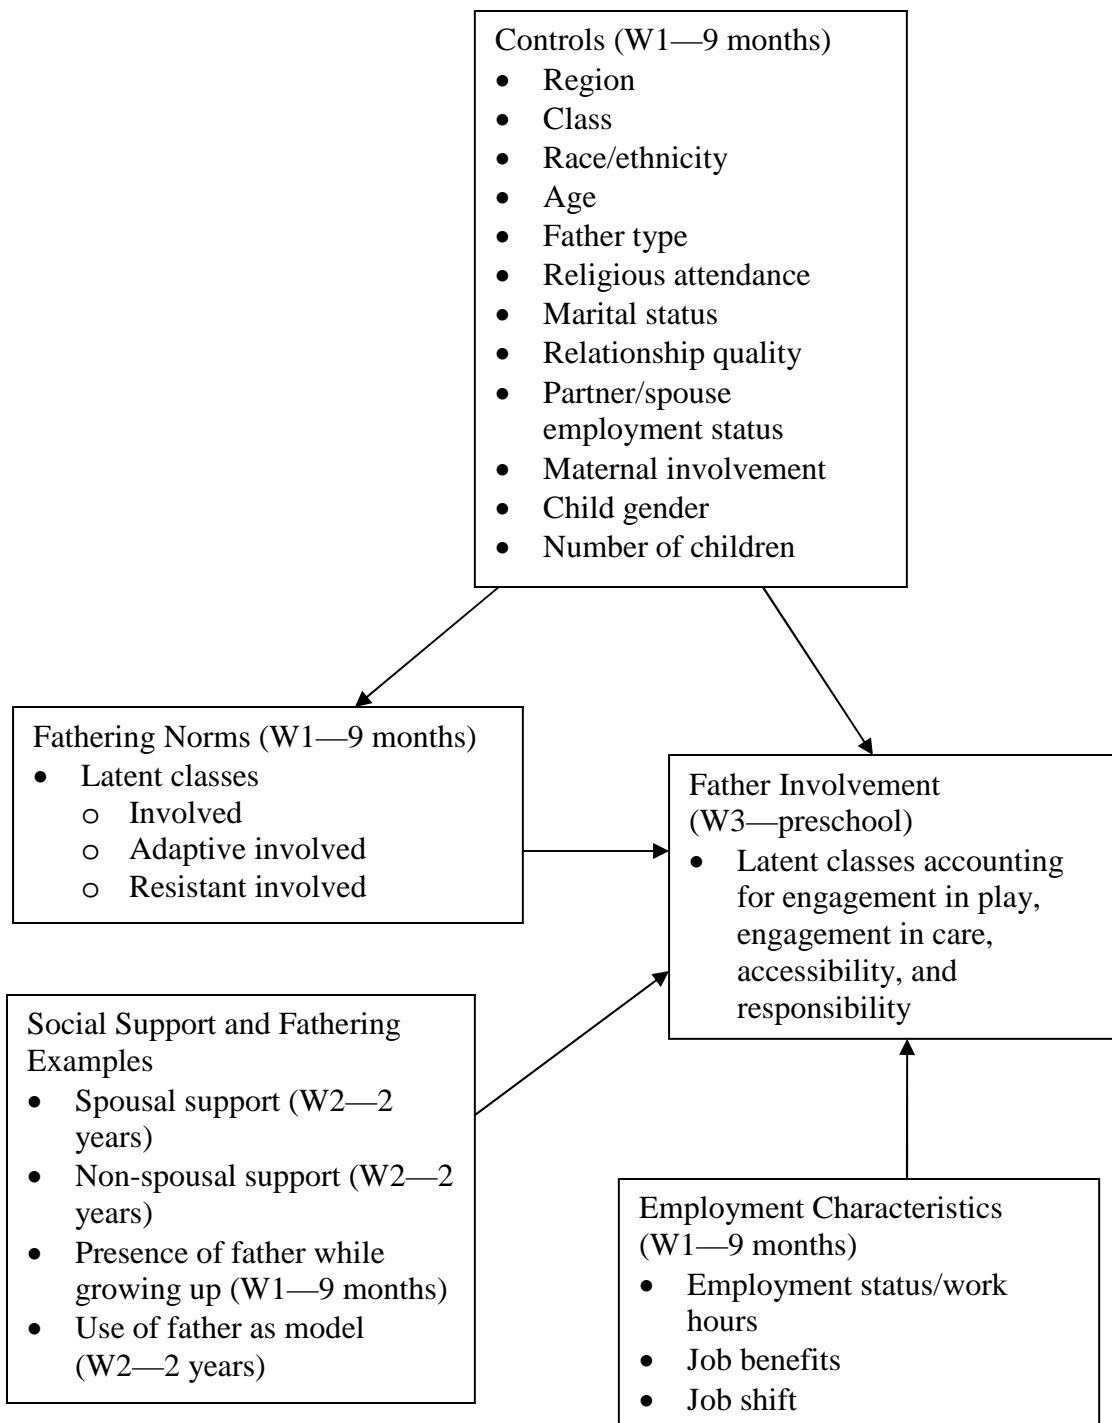 Controls (W1—9 months)
• Region
• Class
• Race/ethnicity
• Age
• Father type
• Religious attendance
• Marital status
• Relationship quality
• Partner/spouse
employment status
• Maternal involvement
• Child gender
• Number of children
Fathering Norms (W1—9 months)
• Latent classes
o Involved
o Adaptive involved
o Resistant involved
Father Involvement
(W3—preschool)
• Latent classes accounting
for engagement in play,
engagement in care,
accessibility, and
responsibility
Social Support and Fathering
Examples
• Spousal support (W2—2
years)
• Non-spousal support (W2—2
years)
• Presence of father while
growing up (W1—9 months)
• Use of father as model
(W2—2 years)
Employment Characteristics
(W1—9 months)
• Employment status/work
hours
• Job benefits
• Job shift